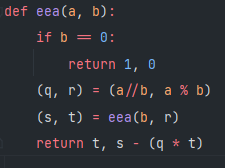 def eea(a, b):
    if b == 0:
        return 1, 0
    (q, r) = (a//b, a % b)
    (s, t) = eea(b, r)
    return t, s - (q * t)